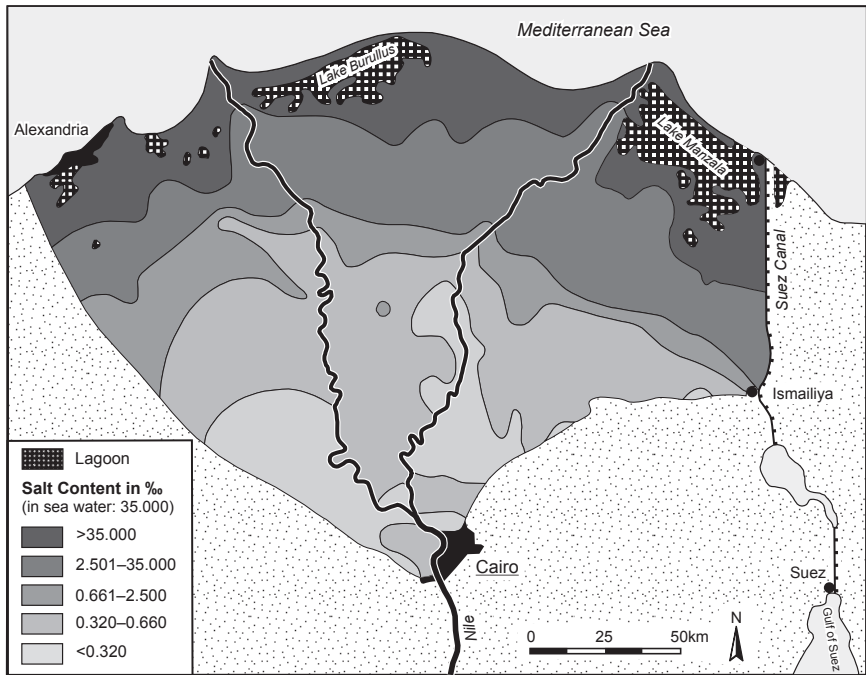 Mediterranean Sea
Lake Burullus
Alexandria
Lake Manzala
Suez Canal
Ismailiya
Lagoon
Salt Content in ‰
(in sea water: 35.000)
>35.000
2.501–35.000
0.661–2.500
0.320–0.660
<0.320
Cairo
Nile
Suez
Gulf of Suez
0 25 50km
N